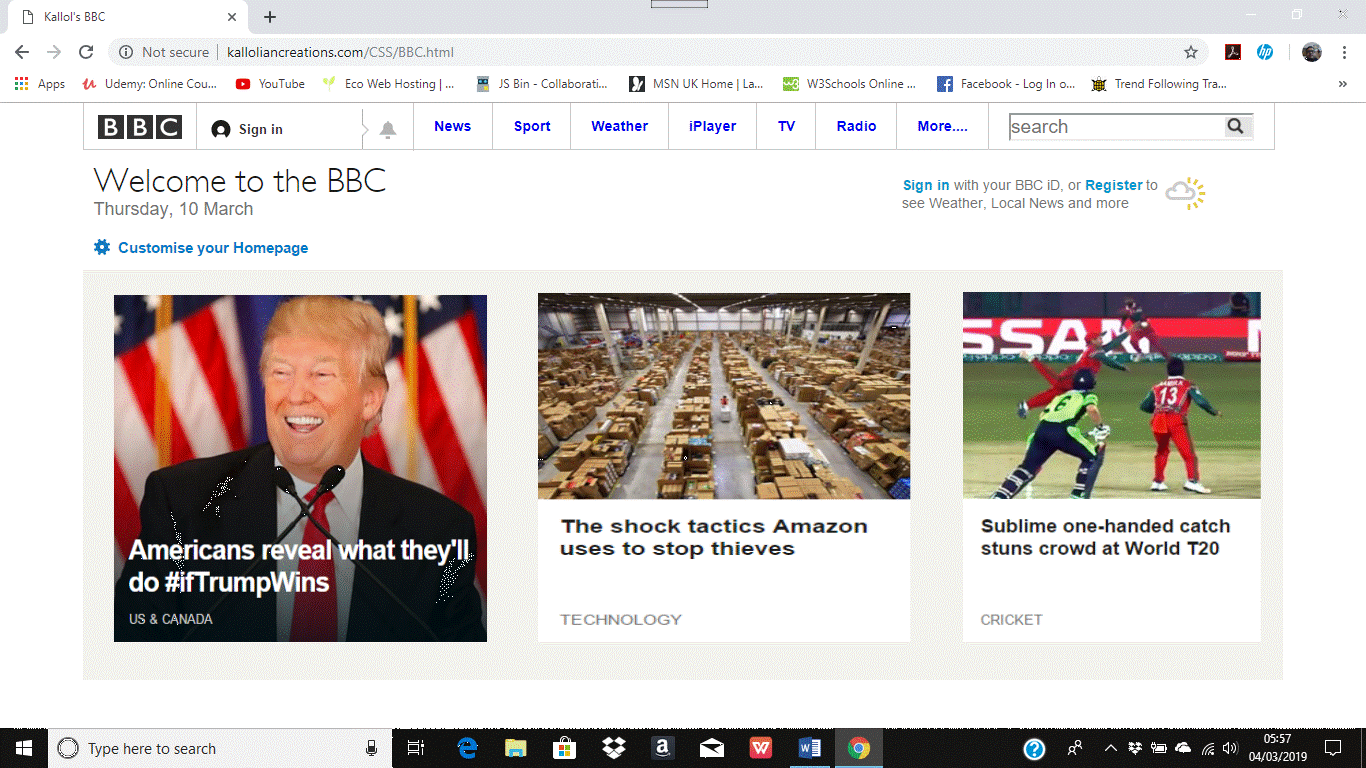 Kallol's BBC
Not secure kalloliancreations.com/CSS/BBC.html
Apps Udemy: Online Cou... YouTube Eco Web Hosting | ... JS Bin - Collaborati... MSN UK Home | La... W3Schools Online ... Facebook - Log In o... Trend Following Tra... »
BBC Sign in News Sport Weather iPlayer TV Radio More.... search
Welcome to the BBC
Thursday, 10 March
Sign in with your BBC iD, or Register to
see Weather, Local News and more
Customise your Homepage
Americans reveal what they'll
do #ifTrumpWins
US & CANADA
The shock tactics Amazon
uses to stop thieves
TECHNOLOGY
SSAN
13
Sublime one-handed catch
stuns crowd at World T20
CRICKET
Type here to search
05:57
04/03/2019